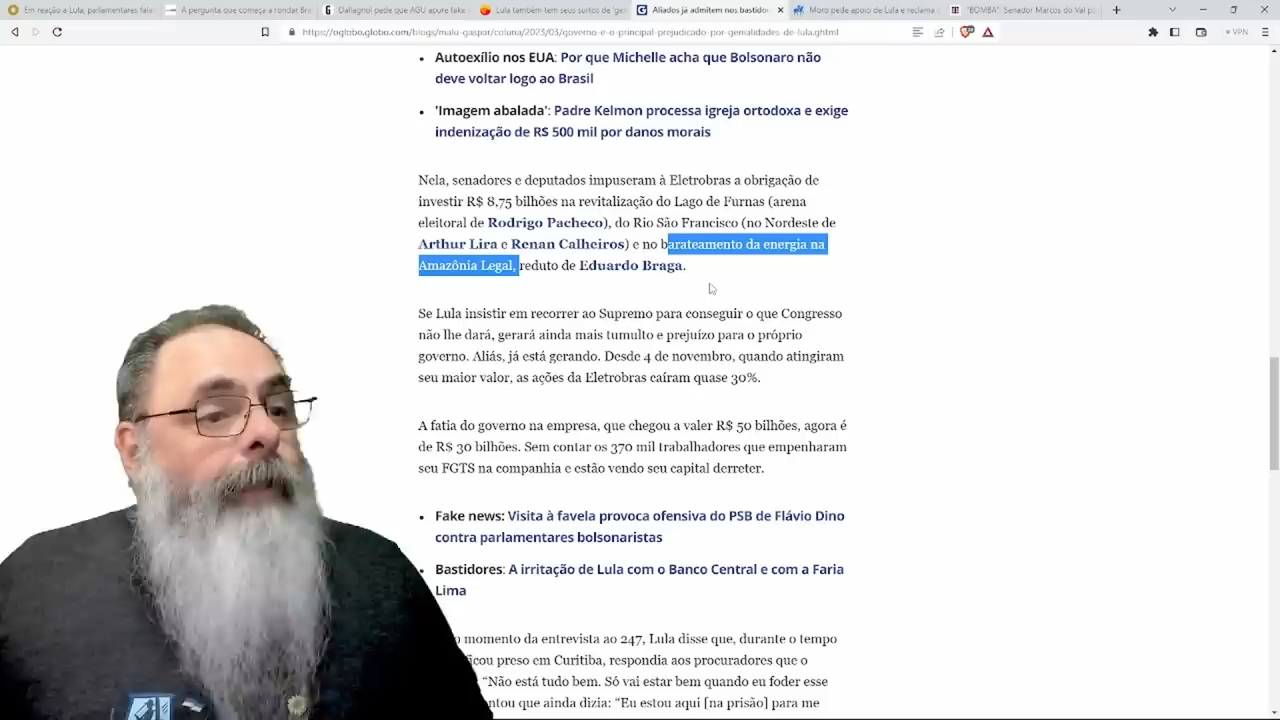 Em reação a Lula, parlamentares falar
A pergunta que começa a rondar Br
Dallagnol pede que AGU apure fake
Lula também tem seus surtos de 'ger
Aliados já admitem nos bastidor
Moro pede apoio de Lula e reclama
"BOMBA": Senador Marcos do Val p
https://oglobo.globo.com/blogs/malu-gaspar/coluna/2023/03/governo-e-o-principal-prejudicado-por-genialidades-de-lula.ghtml
VPN
Autoexílio nos EUA: Por que Michelle acha que Bolsonaro não
deve voltar logo ao Brasil
'Imagem abalada': Padre Kelmon processa igreja ortodoxa e exige
indenização de R$ 500 mil por danos morais
Nela, senadores e deputados impuseram à Eletrobras a obrigação de
investir R$ 8,75 bilhões na revitalização do Lago de Furnas (arena
eleitoral de Rodrigo Pacheco), do Rio São Francisco (no Nordeste de
Arthur Lira e Renan Calheiros) e no barateamento da energia na
Amazônia Legal, reduto de Eduardo Braga.
Se Lula insistir em recorrer ao Supremo para conseguir o que Congresso
não lhe dará, gerará ainda mais tumulto e prejuízo para o próprio
governo. Aliás, já está gerando. Desde 4 de novembro, quando atingiram
seu maior valor, as ações da Eletrobras caíram quase 30%.
A fatia do governo na empresa, que chegou a valer R$ 50 bilhões, agora é
de R$ 30 bilhões. Sem contar os 370 mil trabalhadores que empenharam
seu FGTS na companhia e estão vendo seu capital derreter.
Fake news: Visita à favela provoca ofensiva do PSB de Flávio Dino
contra parlamentares bolsonaristas
Bastidores: A irritação de Lula com o Banco Central e com a Faria
Lima
o momento da entrevista ao 247, Lula disse que, durante o tempo
icou preso em Curitiba, respondia aos procuradores que o
"Não está tudo bem. Só vai estar bem quando eu foder esse
ntou que ainda dizia: "Eu estou aqui [na prisão] para me